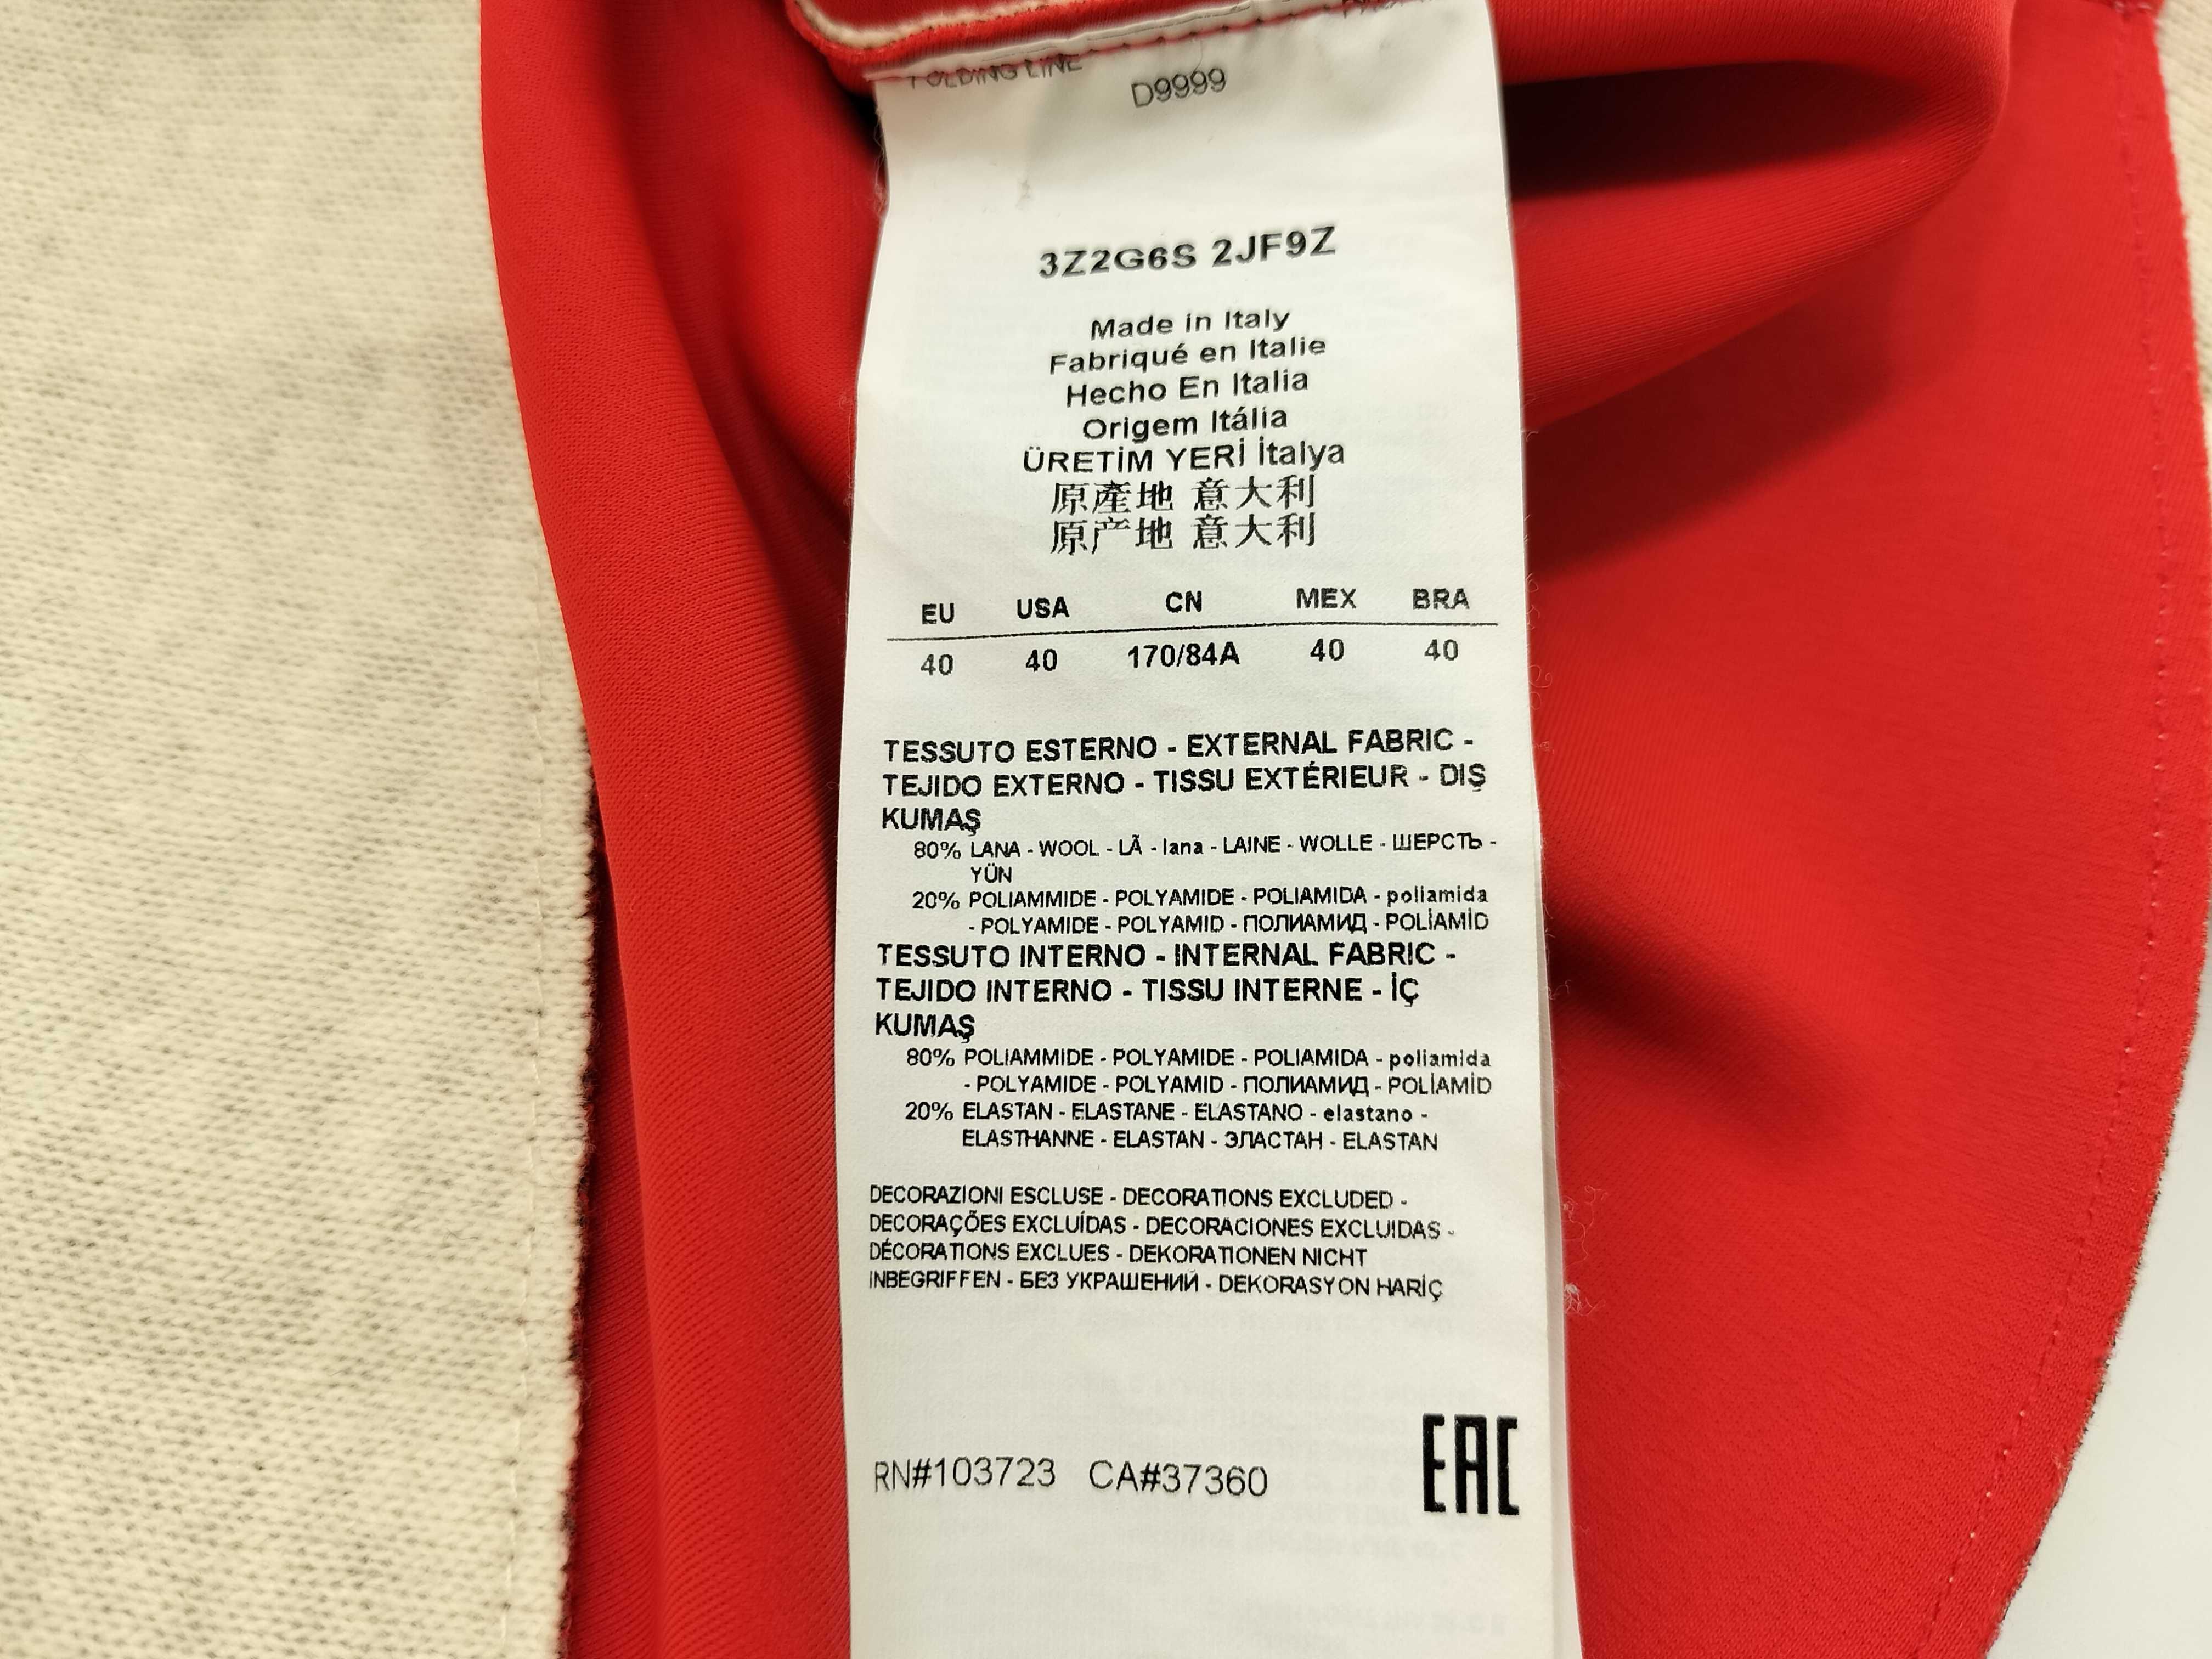 FOLDING LINE
D9999
3Z2G6S 2JF9Z
Made in Italy
Fabriqué en Italie
Hecho En Italia
Origem Itália
ÜRETİM YERİ İtalya
原產地 意大利
原产地 意大利
EU USA CN MEX BRA
40 40 170/84A 40 40
TESSUTO ESTERNO - EXTERNAL FABRIC -
TEJIDO EXTERNO - TISSU EXTÉRIEUR - DIŞ
KUMAŞ
80% LANA - WOOL - LÃ - lana - LAINE - WOLLE - ШЕРСТЬ -
YÜN
20% POLIAMMIDE - POLYAMIDE - POLIAMIDA - poliamida
- POLYAMIDE - POLYAMID - ПОЛИАМИД - POLİAMİD
TESSUTO INTERNO - INTERNAL FABRIC -
TEJIDO INTERNO - TISSU INTERNE - İÇ
KUMAŞ
80% POLIAMMIDE - POLYAMIDE - POLIAMIDA - poliamida
- POLYAMIDE - POLYAMID - ПОЛИАМИД - POLİAMİD
20% ELASTAN - ELASTANE - ELASTANO - elastano -
ELASTHANNE - ELASTAN - ЭЛАСТАН - ELASTAN
DECORAZIONI ESCLUSE - DECORATIONS EXCLUDED -
DECORAÇÕES EXCLUÍDAS - DECORACIONES EXCLUIDAS -
DÉCORATIONS EXCLUES - DEKORATIONEN NICHT
INBEGRIFFEN - БЕЗ УКРАШЕНИЙ - DEKORASYON HARİÇ
RN#103723 CA#37360
EAC